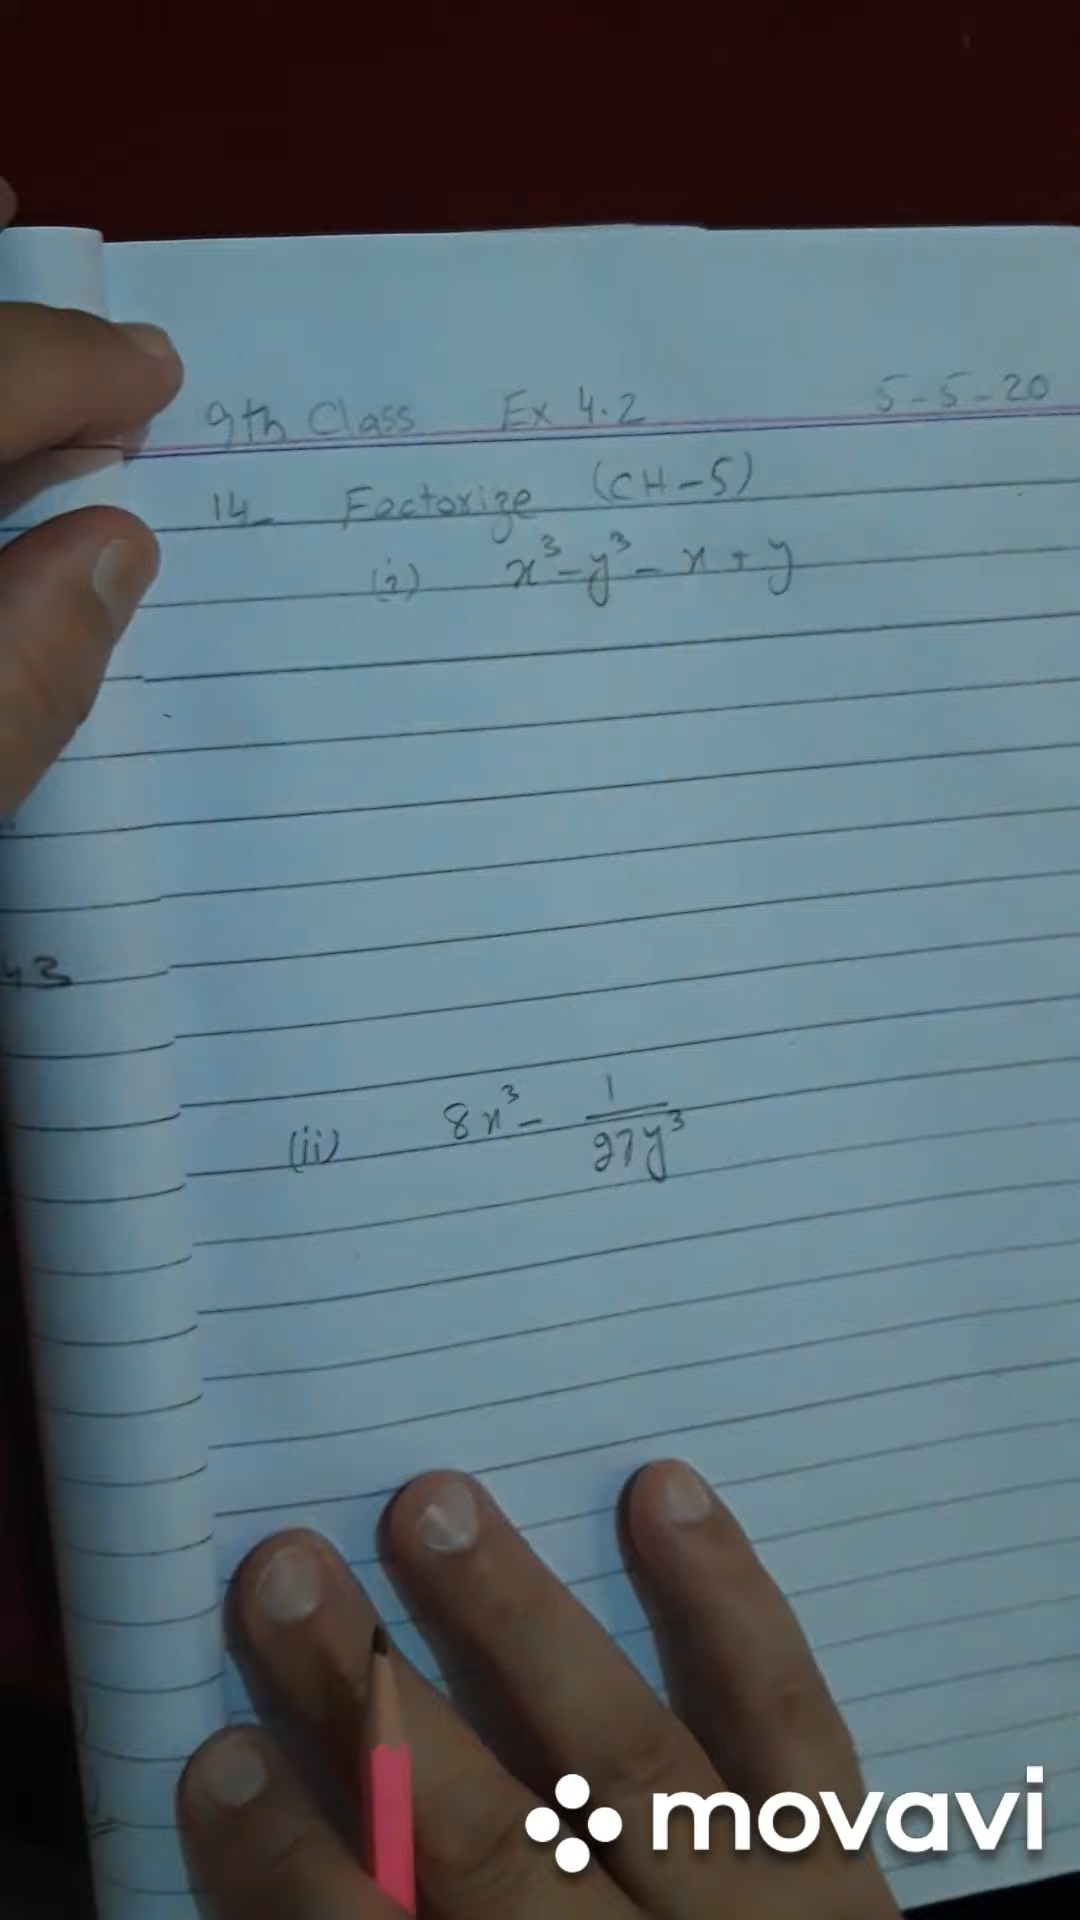 9th Class Ex 4.2 5-5-20
14- Factorize (CH-5)
(i) x³-y³-x+y
43
(ii) 8x³- 1/27y³
movavi